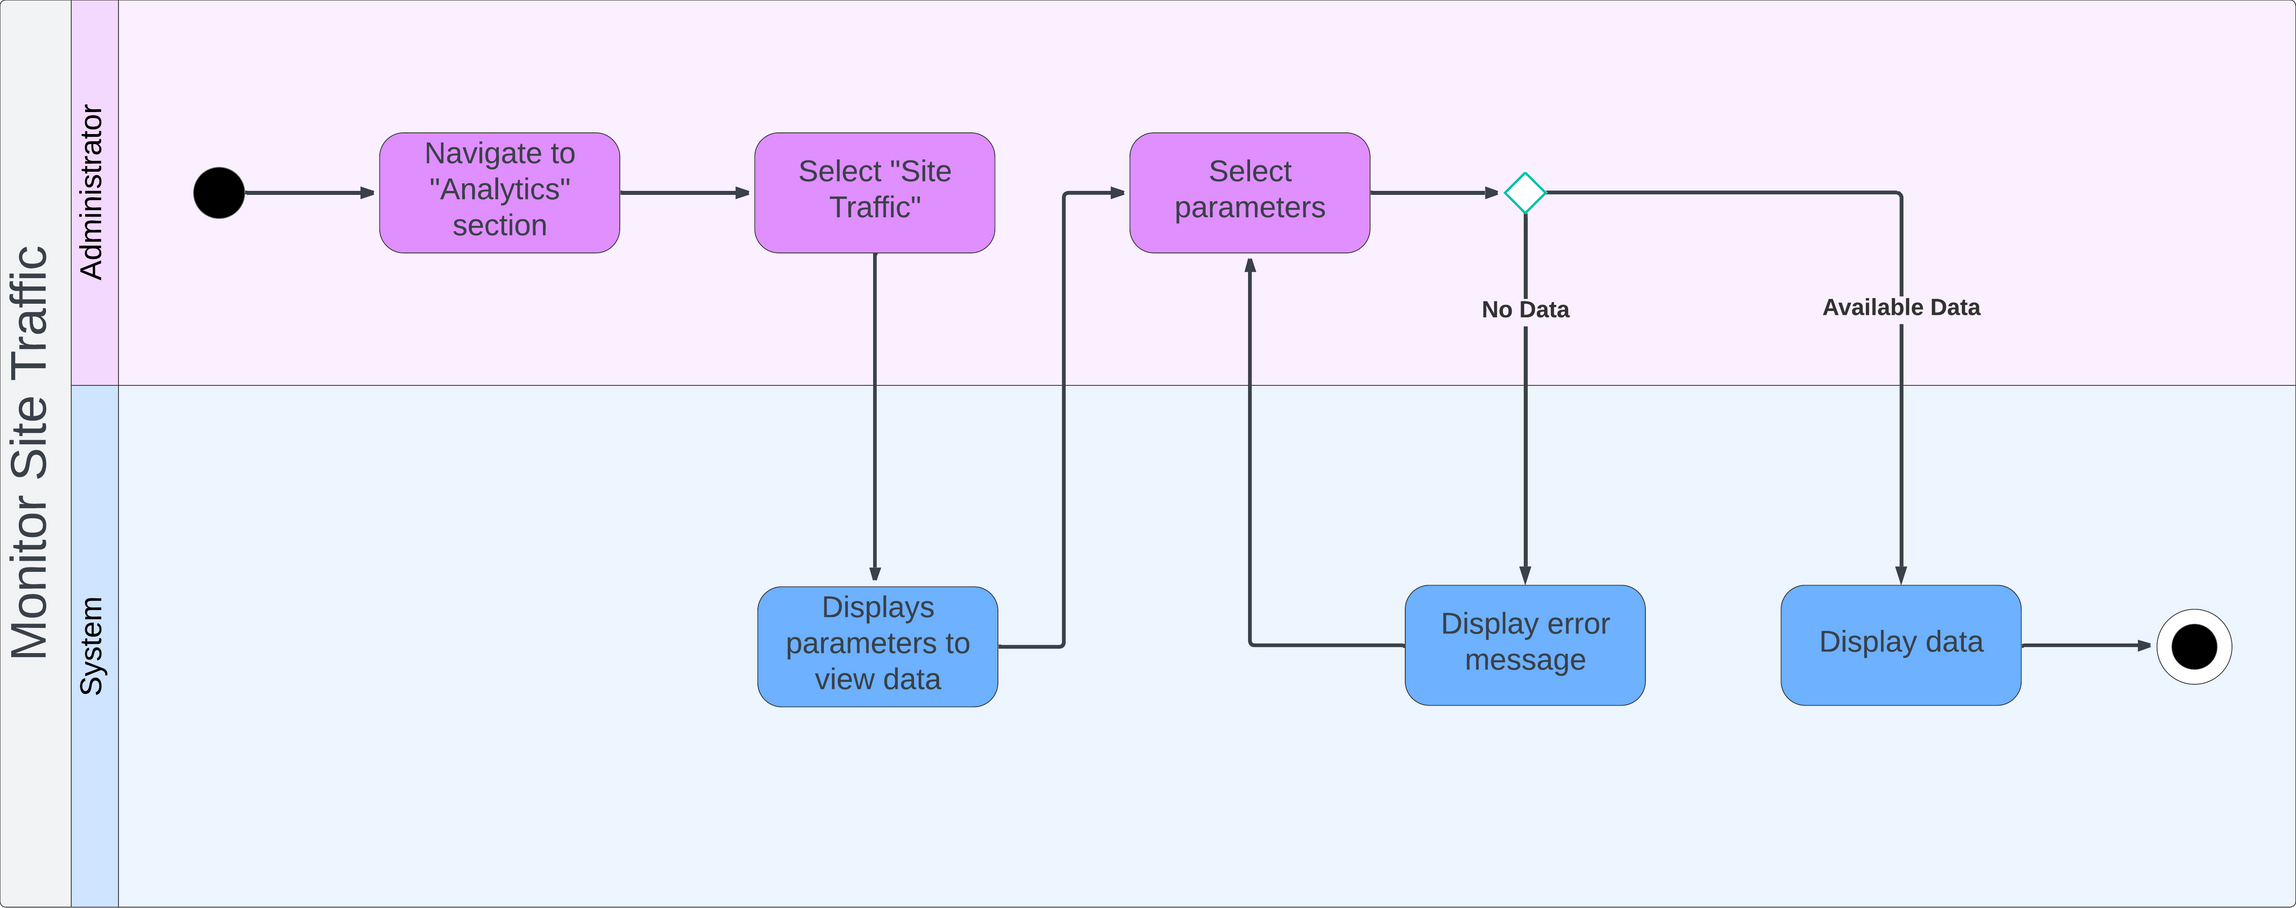 Monitor Site Traffic
Administrator
Navigate to
"Analytics"
section
Select "Site
Traffic"
Select
parameters
No Data
Available Data
System
Displays
parameters to
view data
Display error
message
Display data